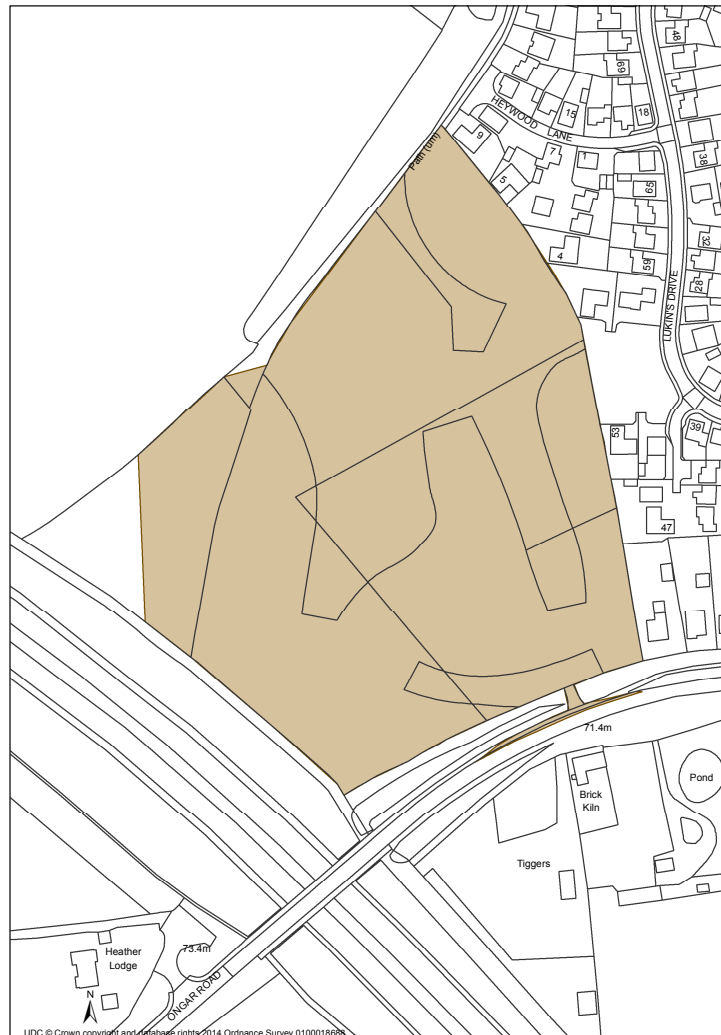 48
69
18
15
HEYWOOD LANE
9
Path (um)
7
1
38
5
65
32
4
59
28
LUKIN'S DRIVE
53
39
47
71.4m
Pond
Brick
Kiln
Tiggers
73.4m
Heather
Lodge
N
ONGAR ROAD
UDC © Crown copyright and database rights 2014 Ordnance Survey 0100018688